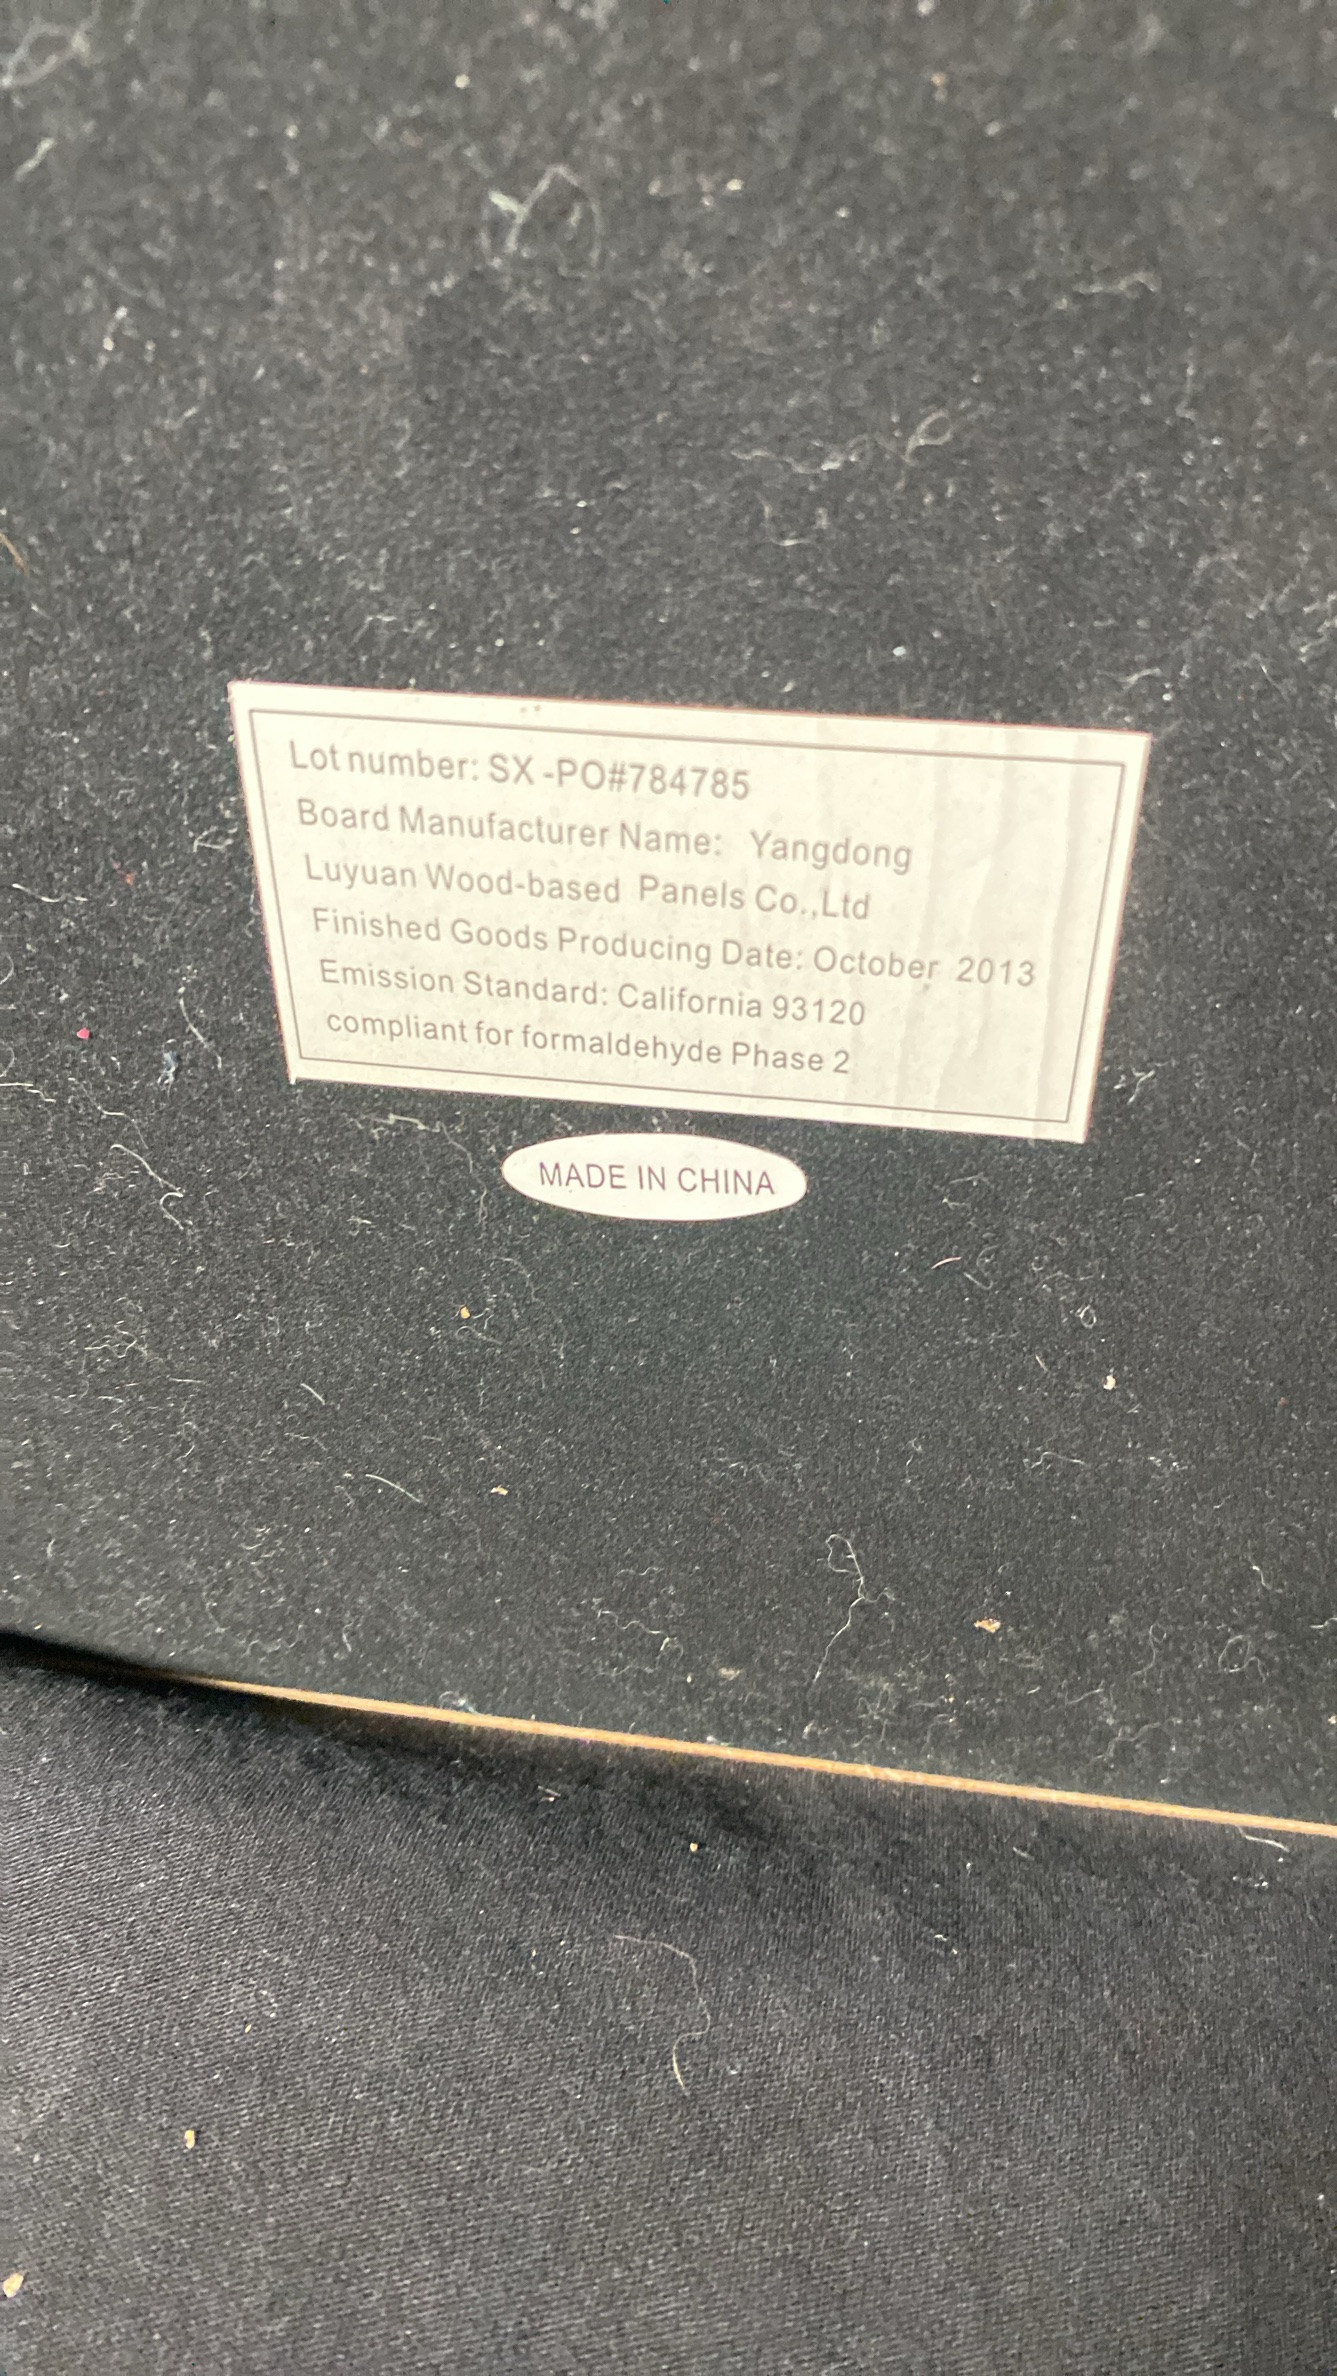 Lot number: SX -PO#784785
Board Manufacturer Name: Yangdong
Luyuan Wood-based Panels Co.,Ltd
Finished Goods Producing Date: October 2013
Emission Standard: California 93120
compliant for formaldehyde Phase 2
MADE IN CHINA